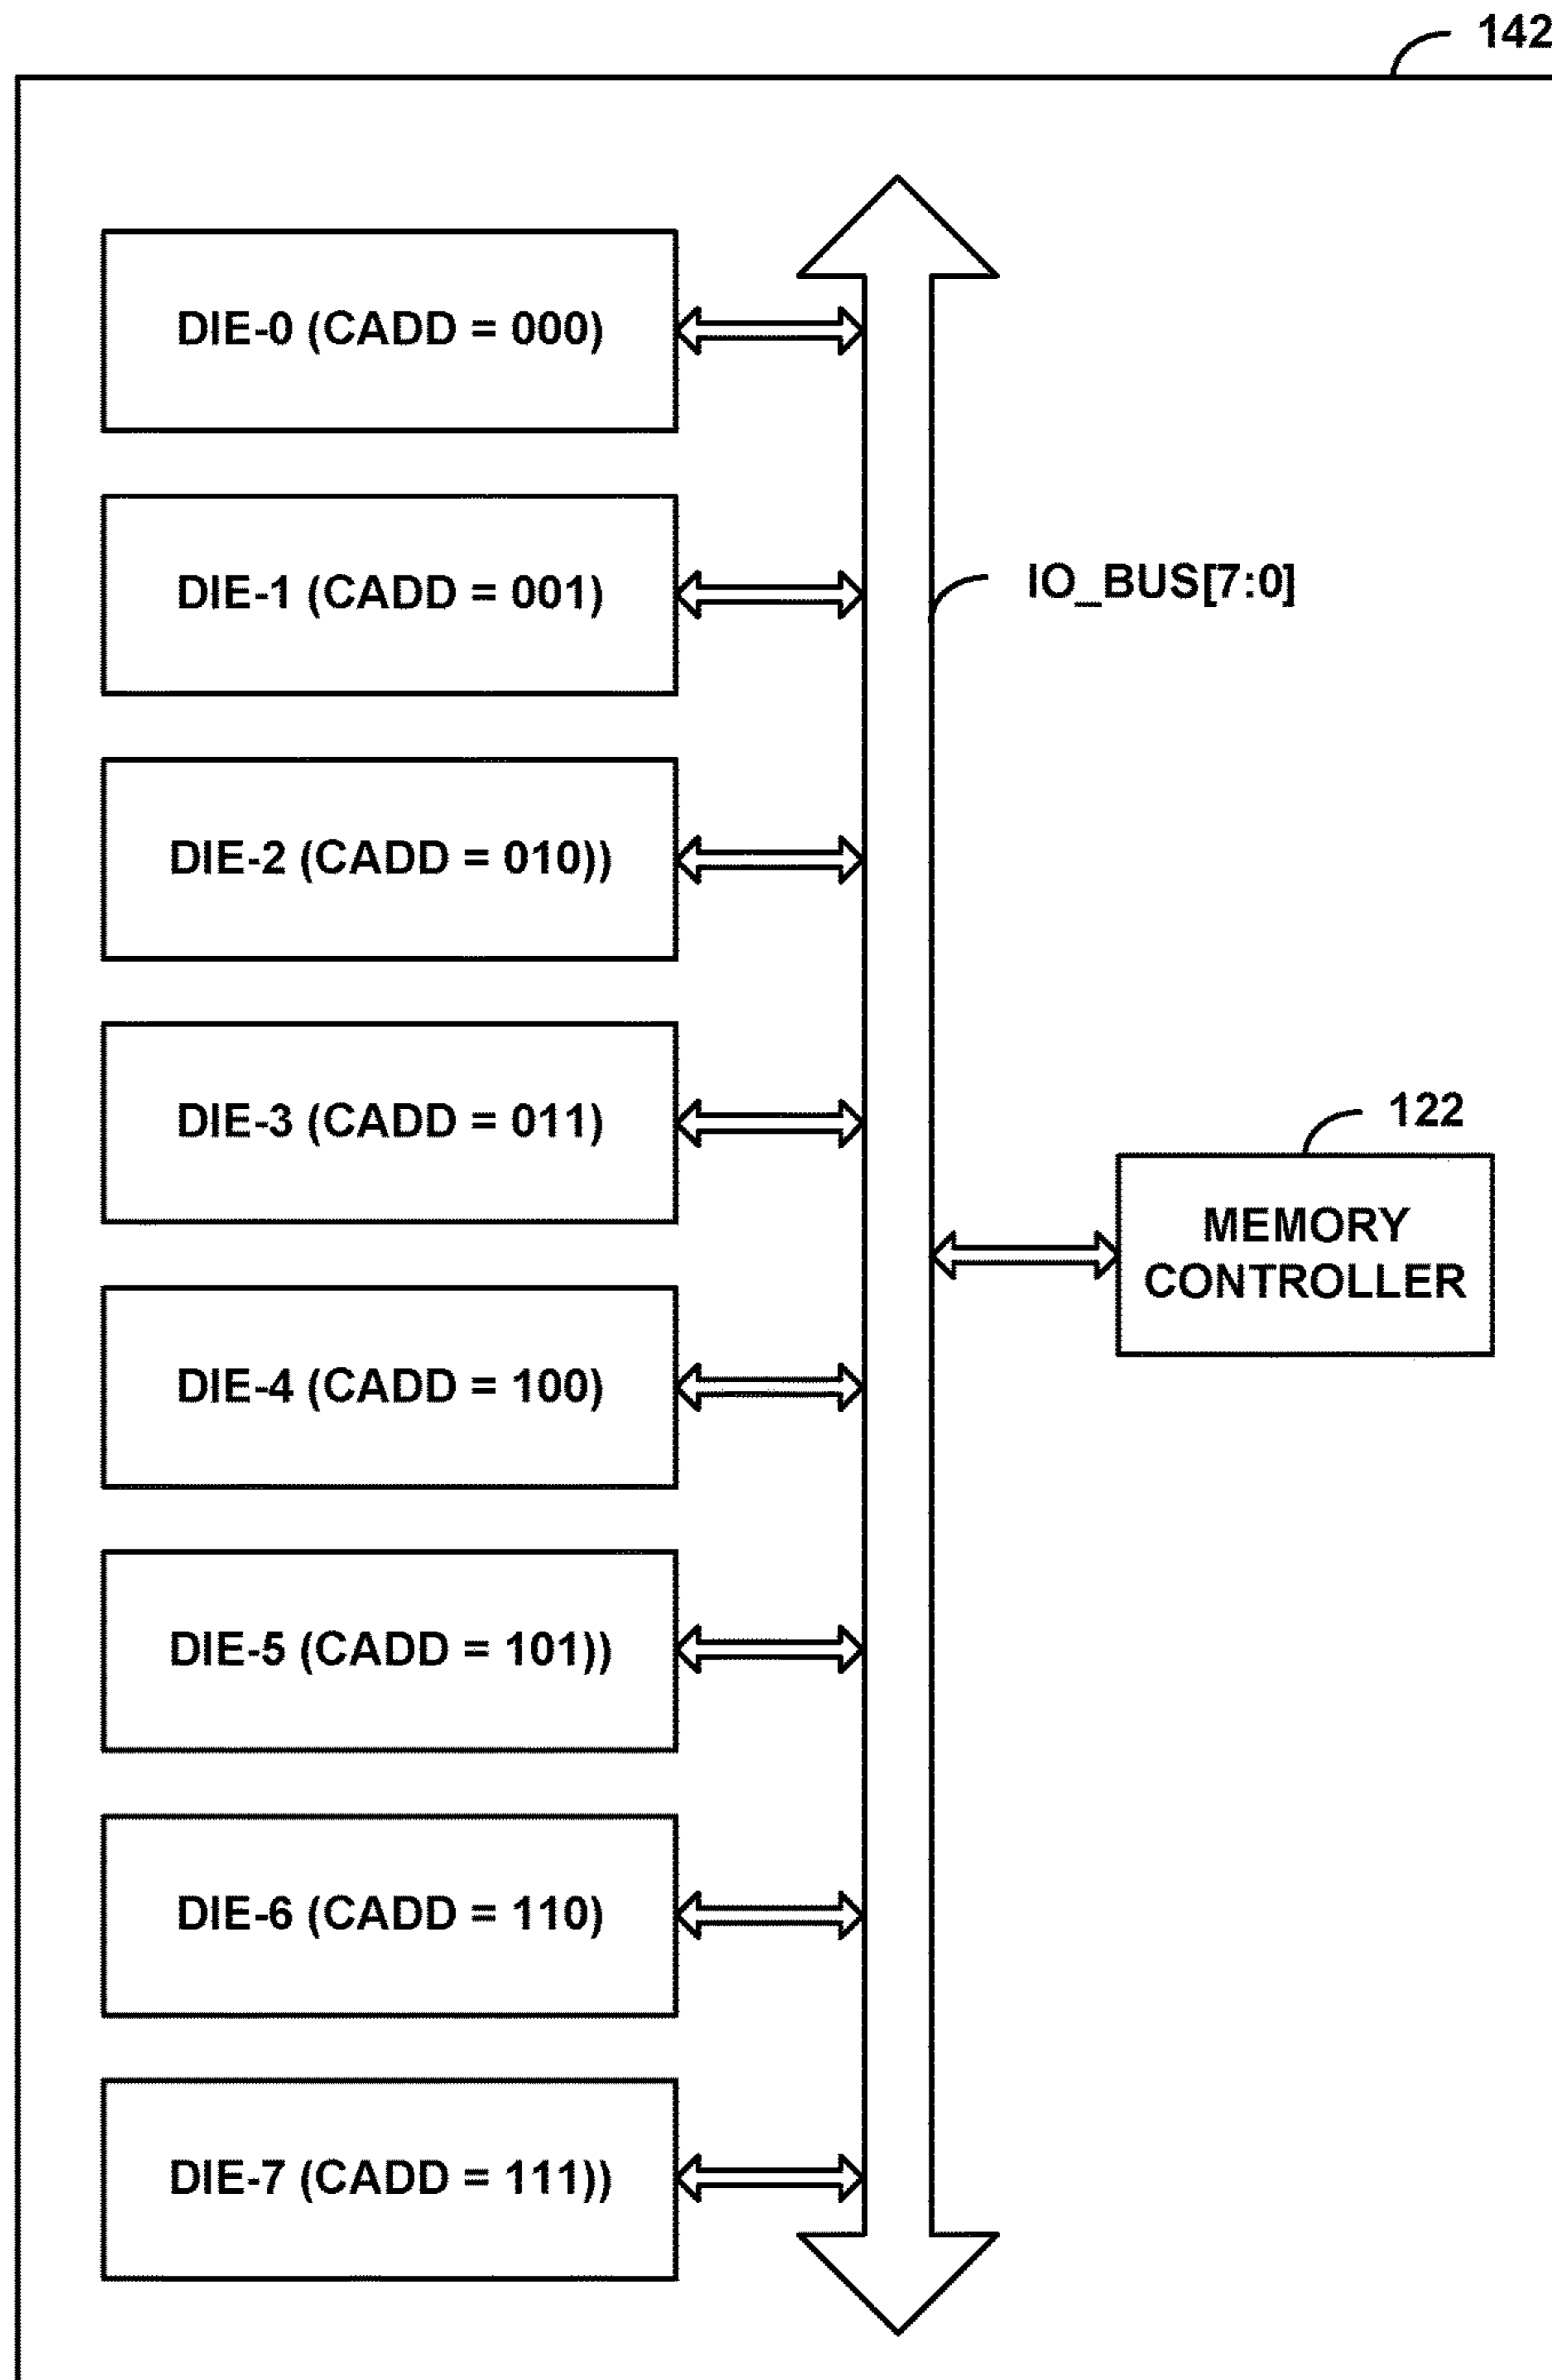 142
DIE-0 (CADD = 000)
DIE-1 (CADD = 001)
IO_BUS[7:0]
DIE-2 (CADD = 010))
DIE-3 (CADD = 011)
122
MEMORY
CONTROLLER
DIE-4 (CADD = 100)
DIE-5 (CADD = 101))
DIE-6 (CADD = 110)
DIE-7 (CADD = 111))